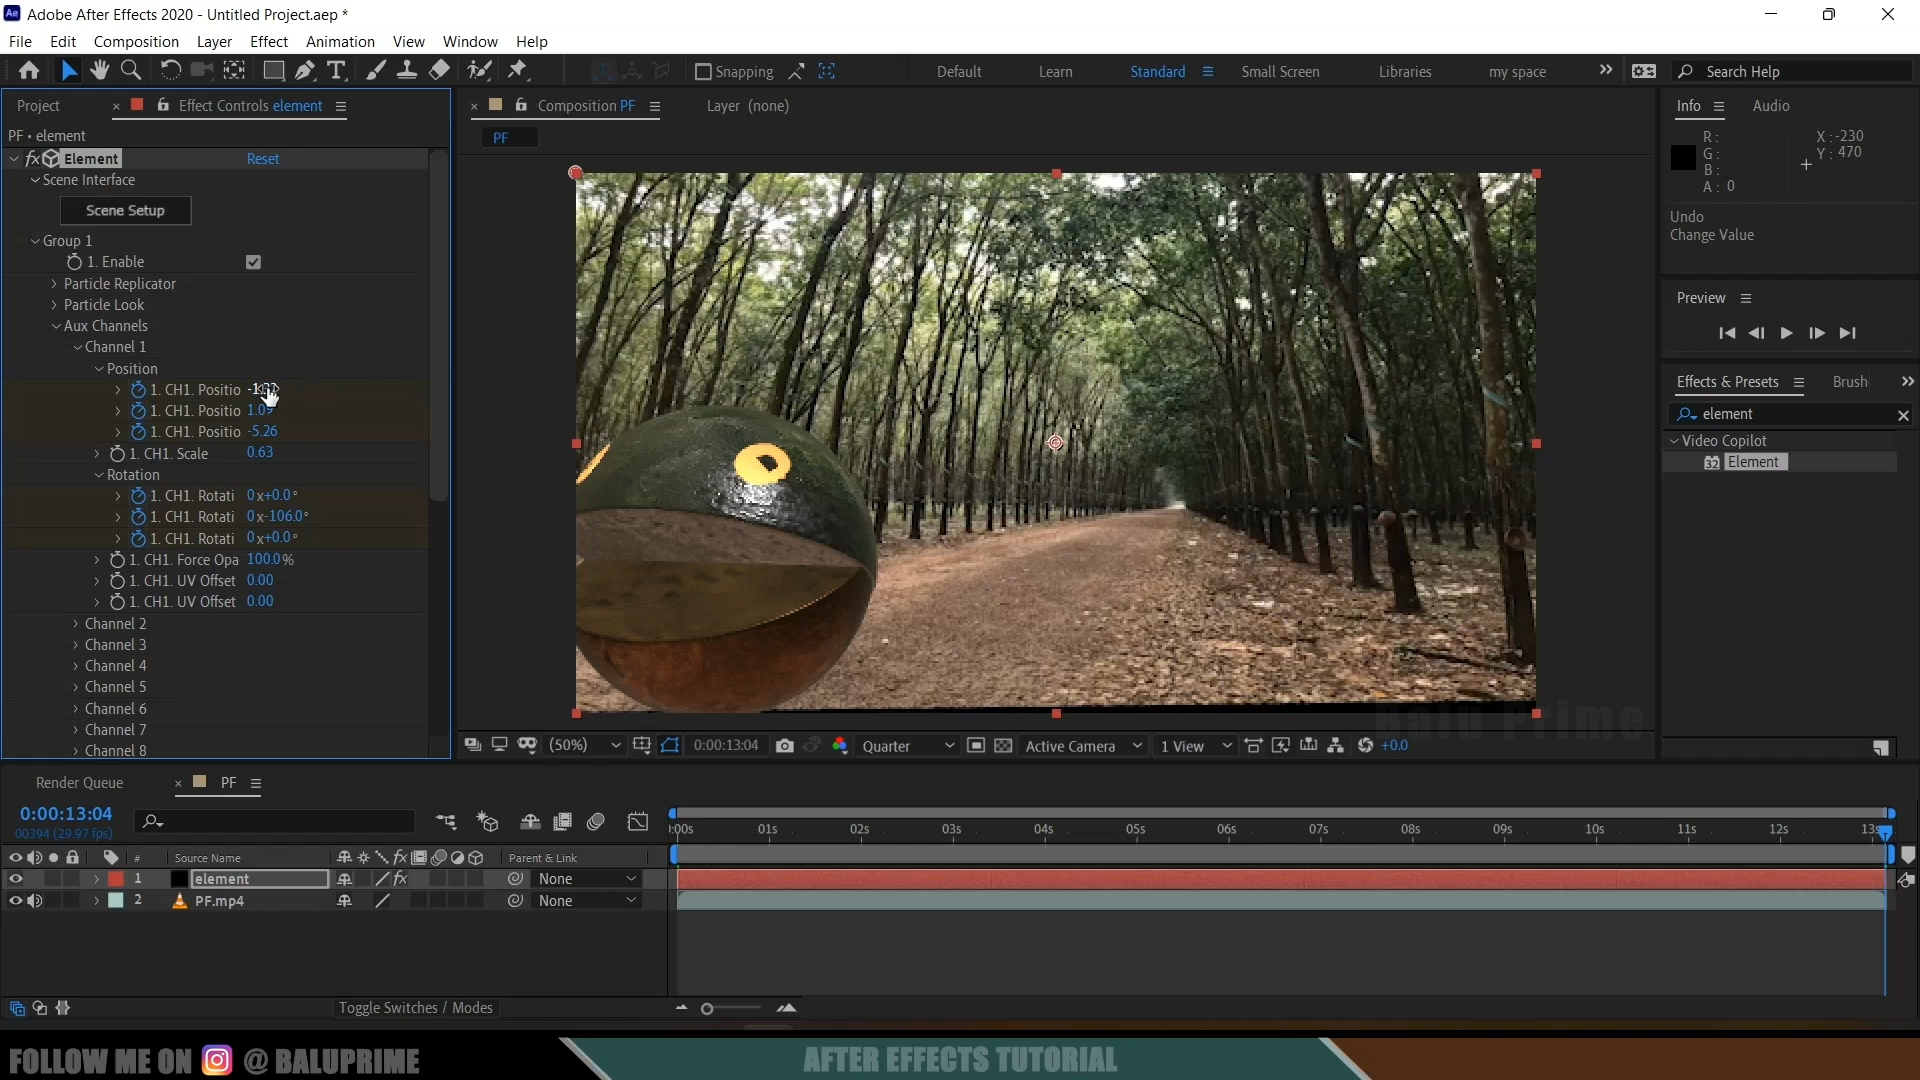 Adobe After Effects 2020 - Untitled Project.aep *
File Edit Composition Layer Effect Animation View Window Help
Snapping Default Learn Standard Small Screen Libraries my space Search Help
Project Effect Controls element
Composition PF Layer (none)
Info Audio
PF • element
PF
R : X : -230
G : Y : 470
B :
A : 0
fx Element Reset
Scene Interface
Scene Setup
Undo
Change Value
Group 1
1. Enable
Particle Replicator
Particle Look
Aux Channels
Channel 1
Position
1. CH1. Positio
1. CH1. Positio 1.09
1. CH1. Positio -5.26
1. CH1. Scale 0.63
Rotation
1. CH1. Rotati 0x+0.0°
1. CH1. Rotati 0x-106.0°
1. CH1. Rotati 0x+0.0°
1. CH1. Force Opa 100.0%
1. CH1. UV Offset 0.00
1. CH1. UV Offset 0.00
Channel 2
Channel 3
Channel 4
Channel 5
Channel 6
Channel 7
Channel 8
Preview
Effects & Presets Brush
element
Video Copilot
Element
Balu Prime
(50%) 0:00:13:04 Quarter Active Camera 1 View +0.0
Render Queue PF
0:00:13:04
00394 (29.97 fps)
:00s 01s 02s 03s 04s 05s 06s 07s 08s 09s 10s 11s 12s 13s
# Source Name fx Parent & Link
1 element fx None
2 PF.mp4 None
Toggle Switches / Modes
FOLLOW ME ON @ BALUPRIME
AFTER EFFECTS TUTORIAL